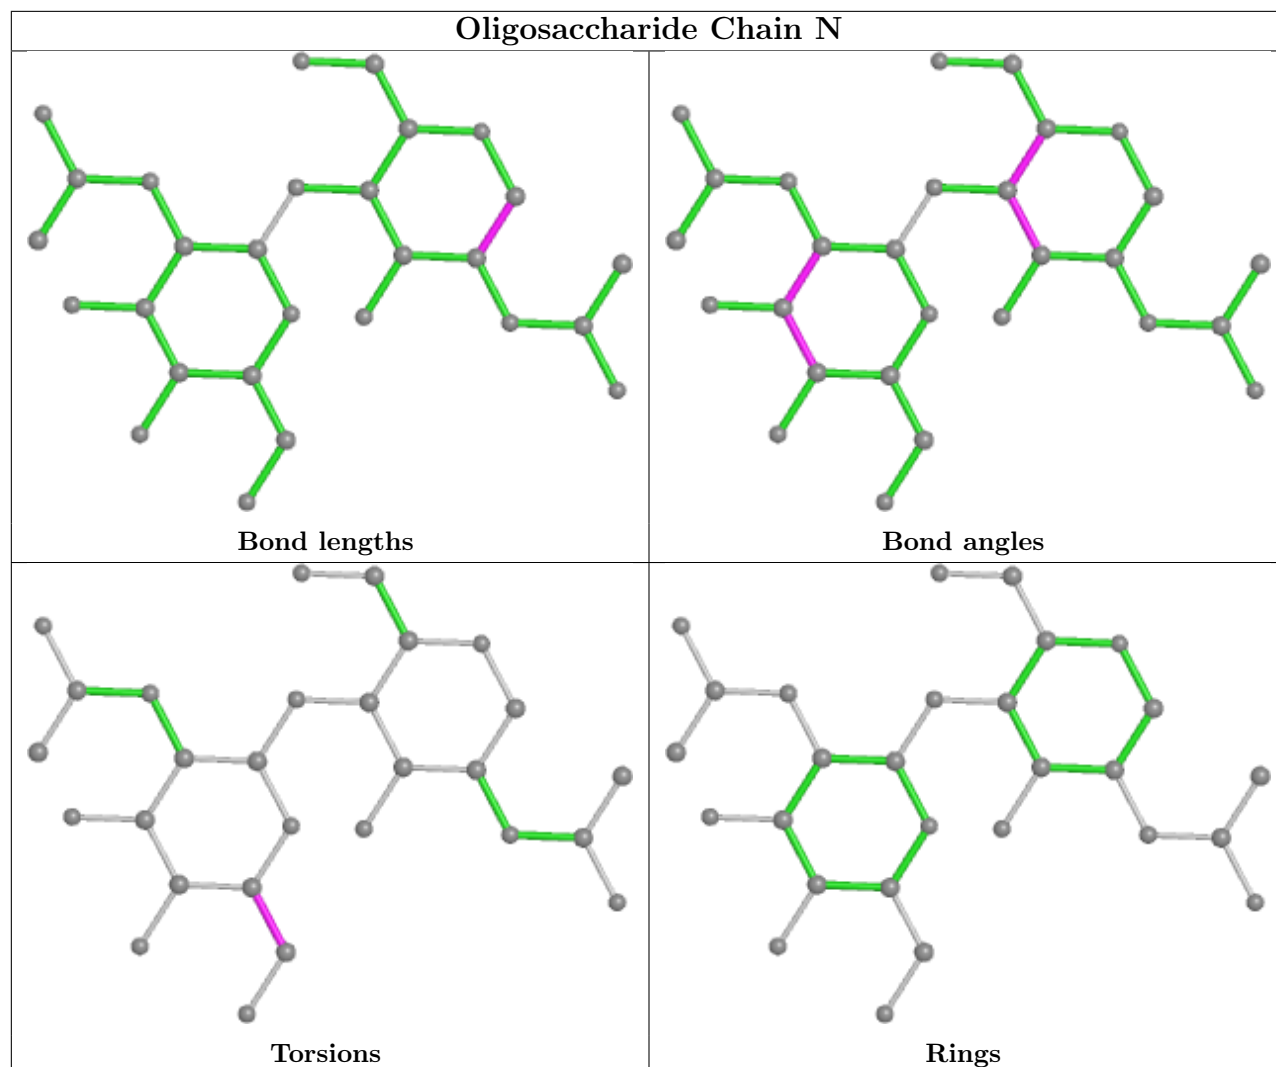 Oligosaccharide Chain N
Bond lengths
Bond angles
Torsions
Rings